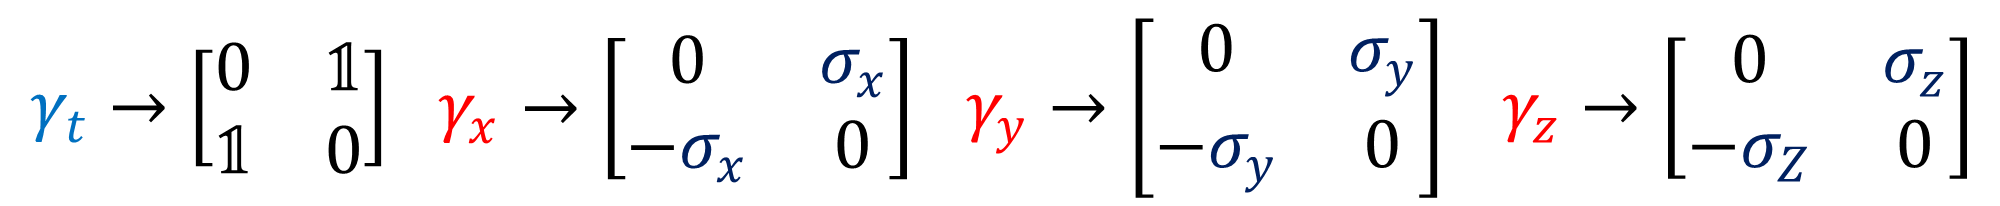 γ_t → [0 𝟙; 𝟙 0] γ_x → [0 σ_x; −σ_x 0] γ_y → [0 σ_y; −σ_y 0] γ_z → [0 σ_z; −σ_Z 0]